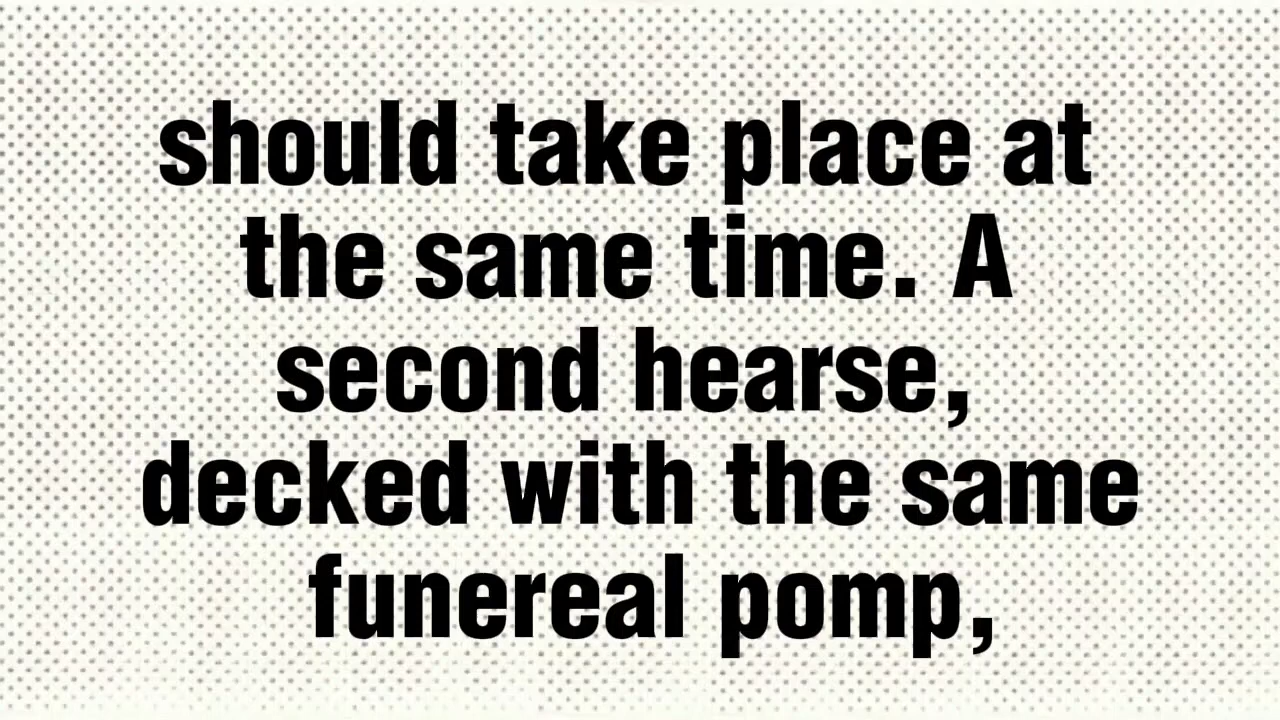 should take place at
the same time. A
second hearse,
decked with the same
funereal pomp,